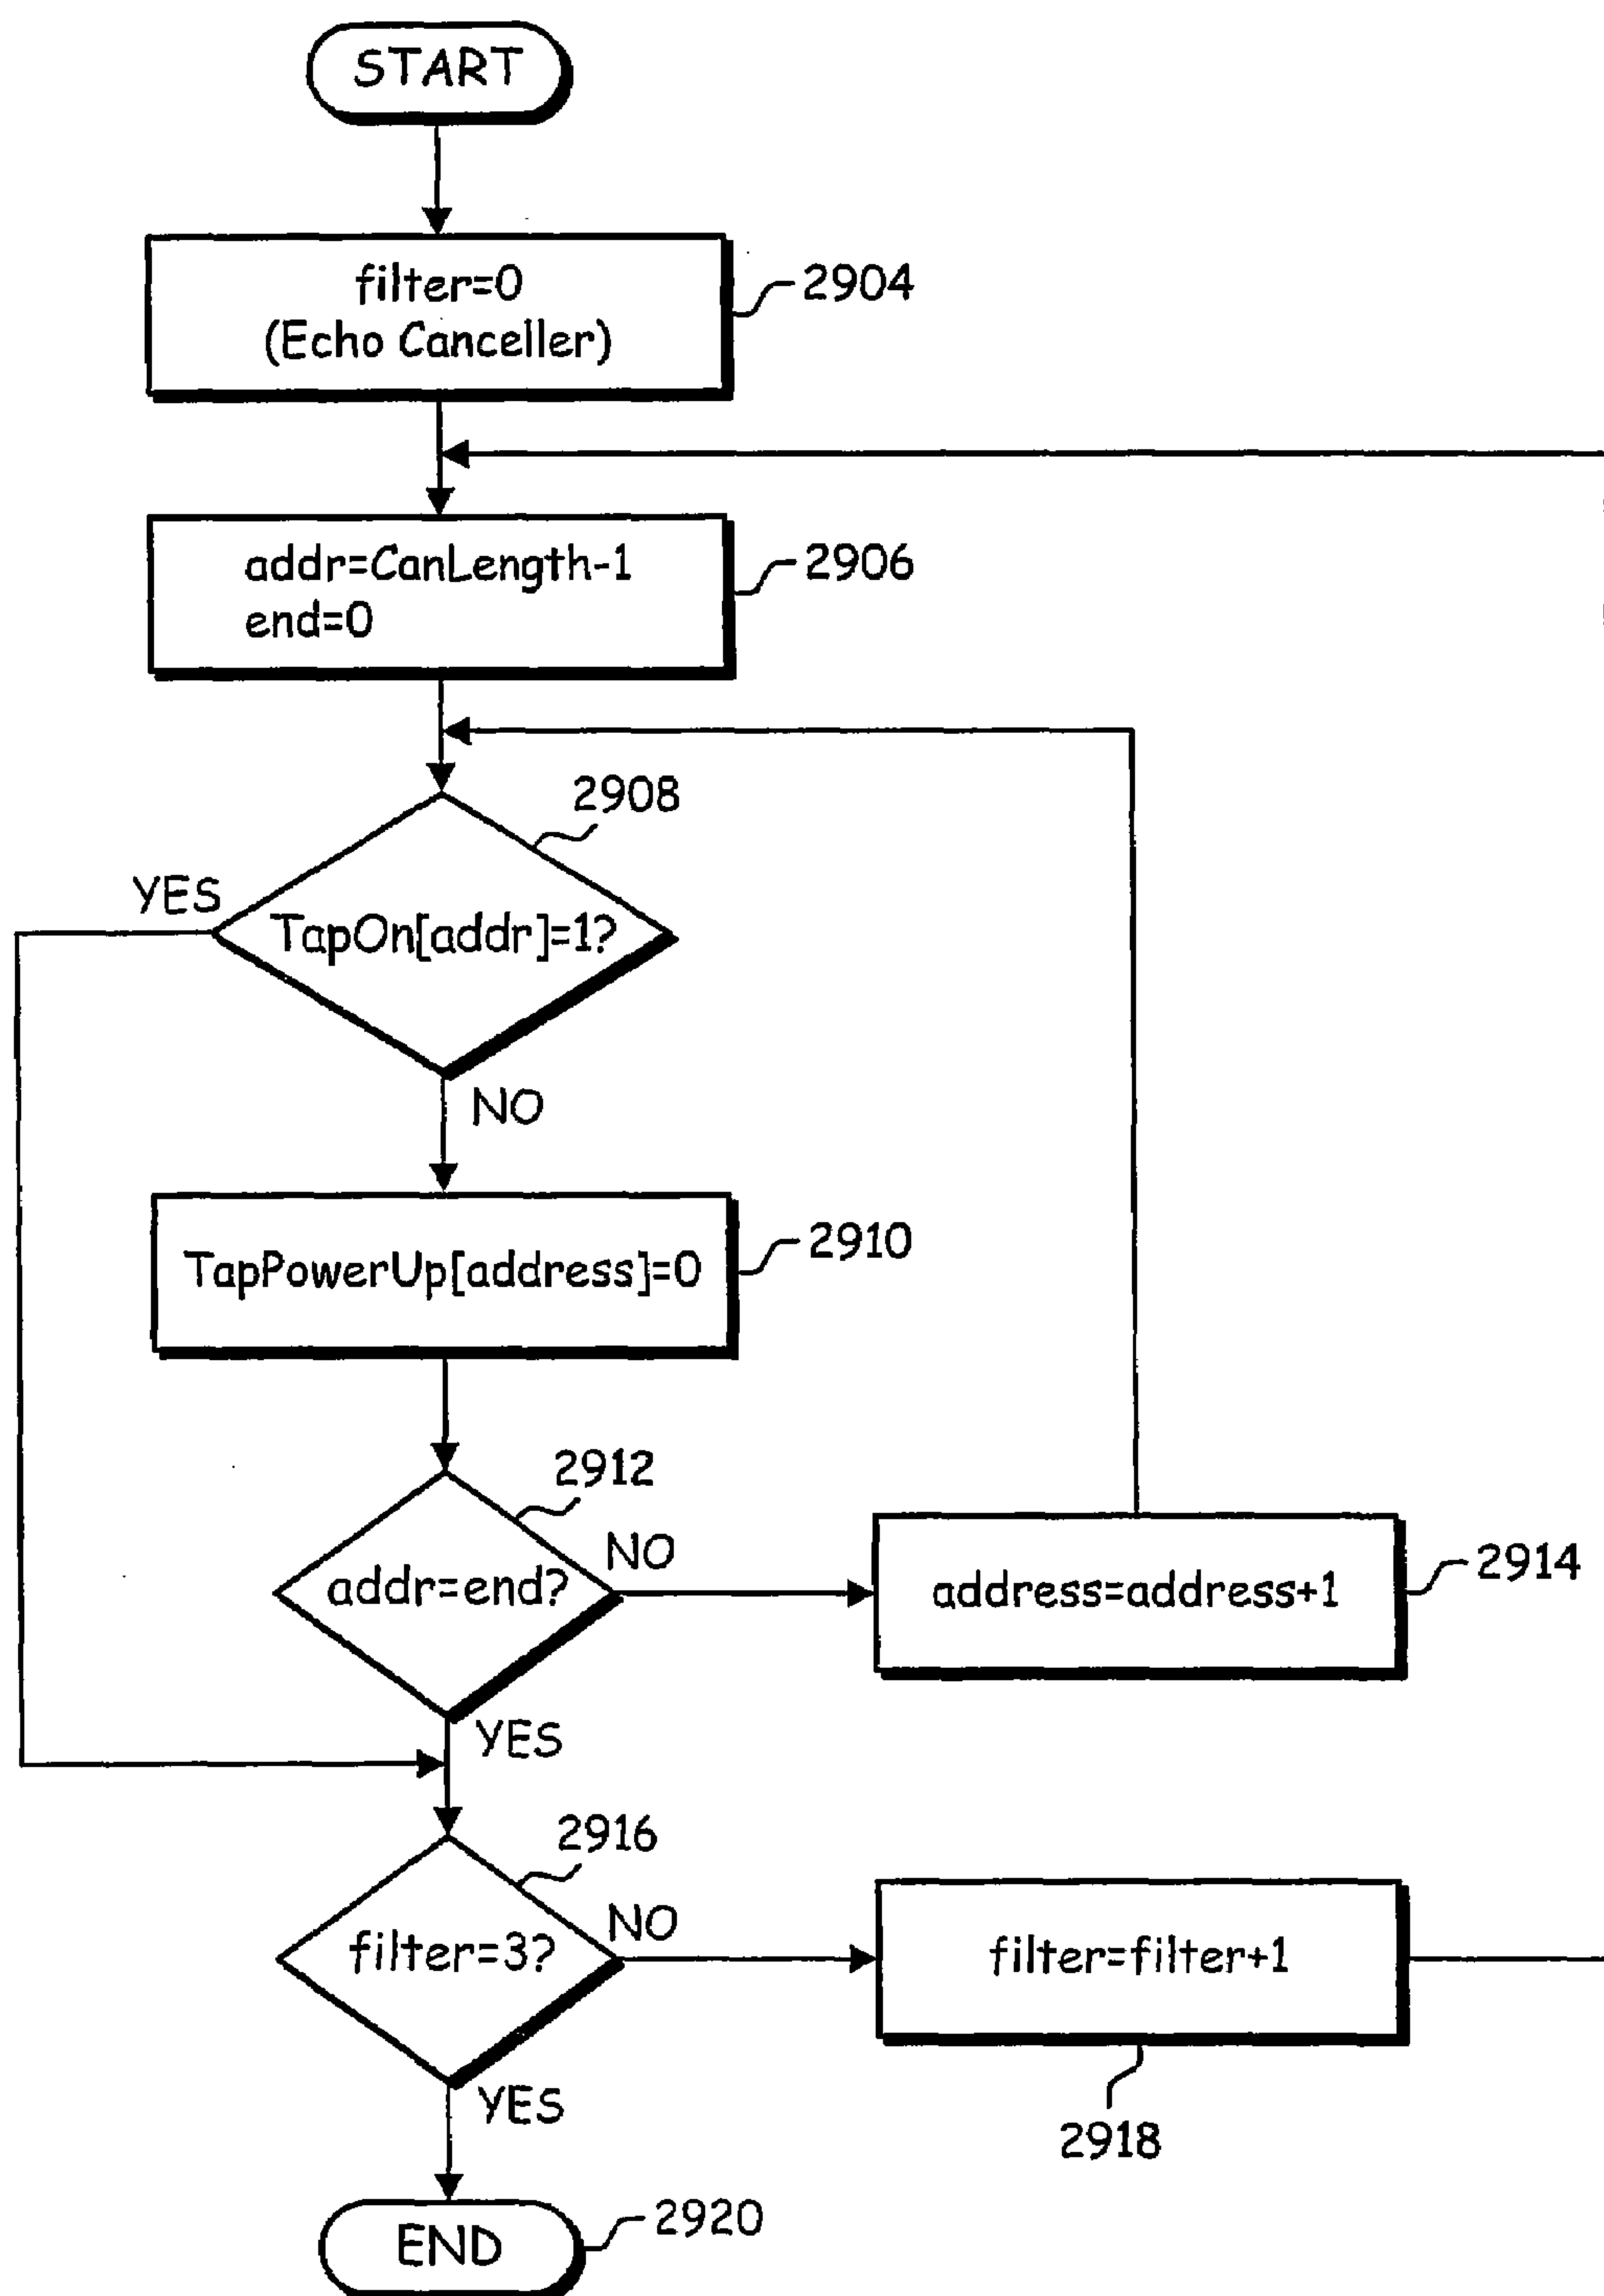 START
filter=0
(Echo Canceller)
2904
addr=CanLength-1
end=0
2906
2908
YES
TapOn[addr]=1?
NO
TapPowerUp[address]=0
2910
2912
addr=end?
NO
address=address+1
2914
YES
2916
filter=3?
NO
filter=filter+1
2918
YES
END
2920